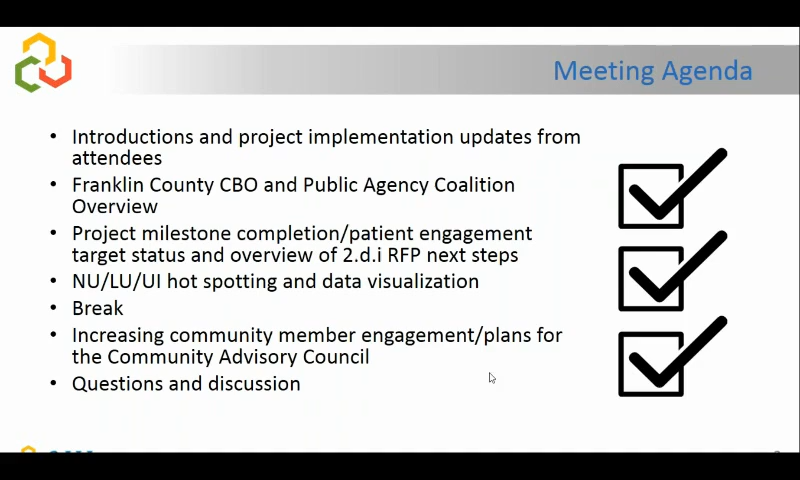 Meeting Agenda
• Introductions and project implementation updates from
attendees
• Franklin County CBO and Public Agency Coalition
Overview
• Project milestone completion/patient engagement
target status and overview of 2.d.i RFP next steps
• NU/LU/UI hot spotting and data visualization
• Break
• Increasing community member engagement/plans for
the Community Advisory Council
• Questions and discussion